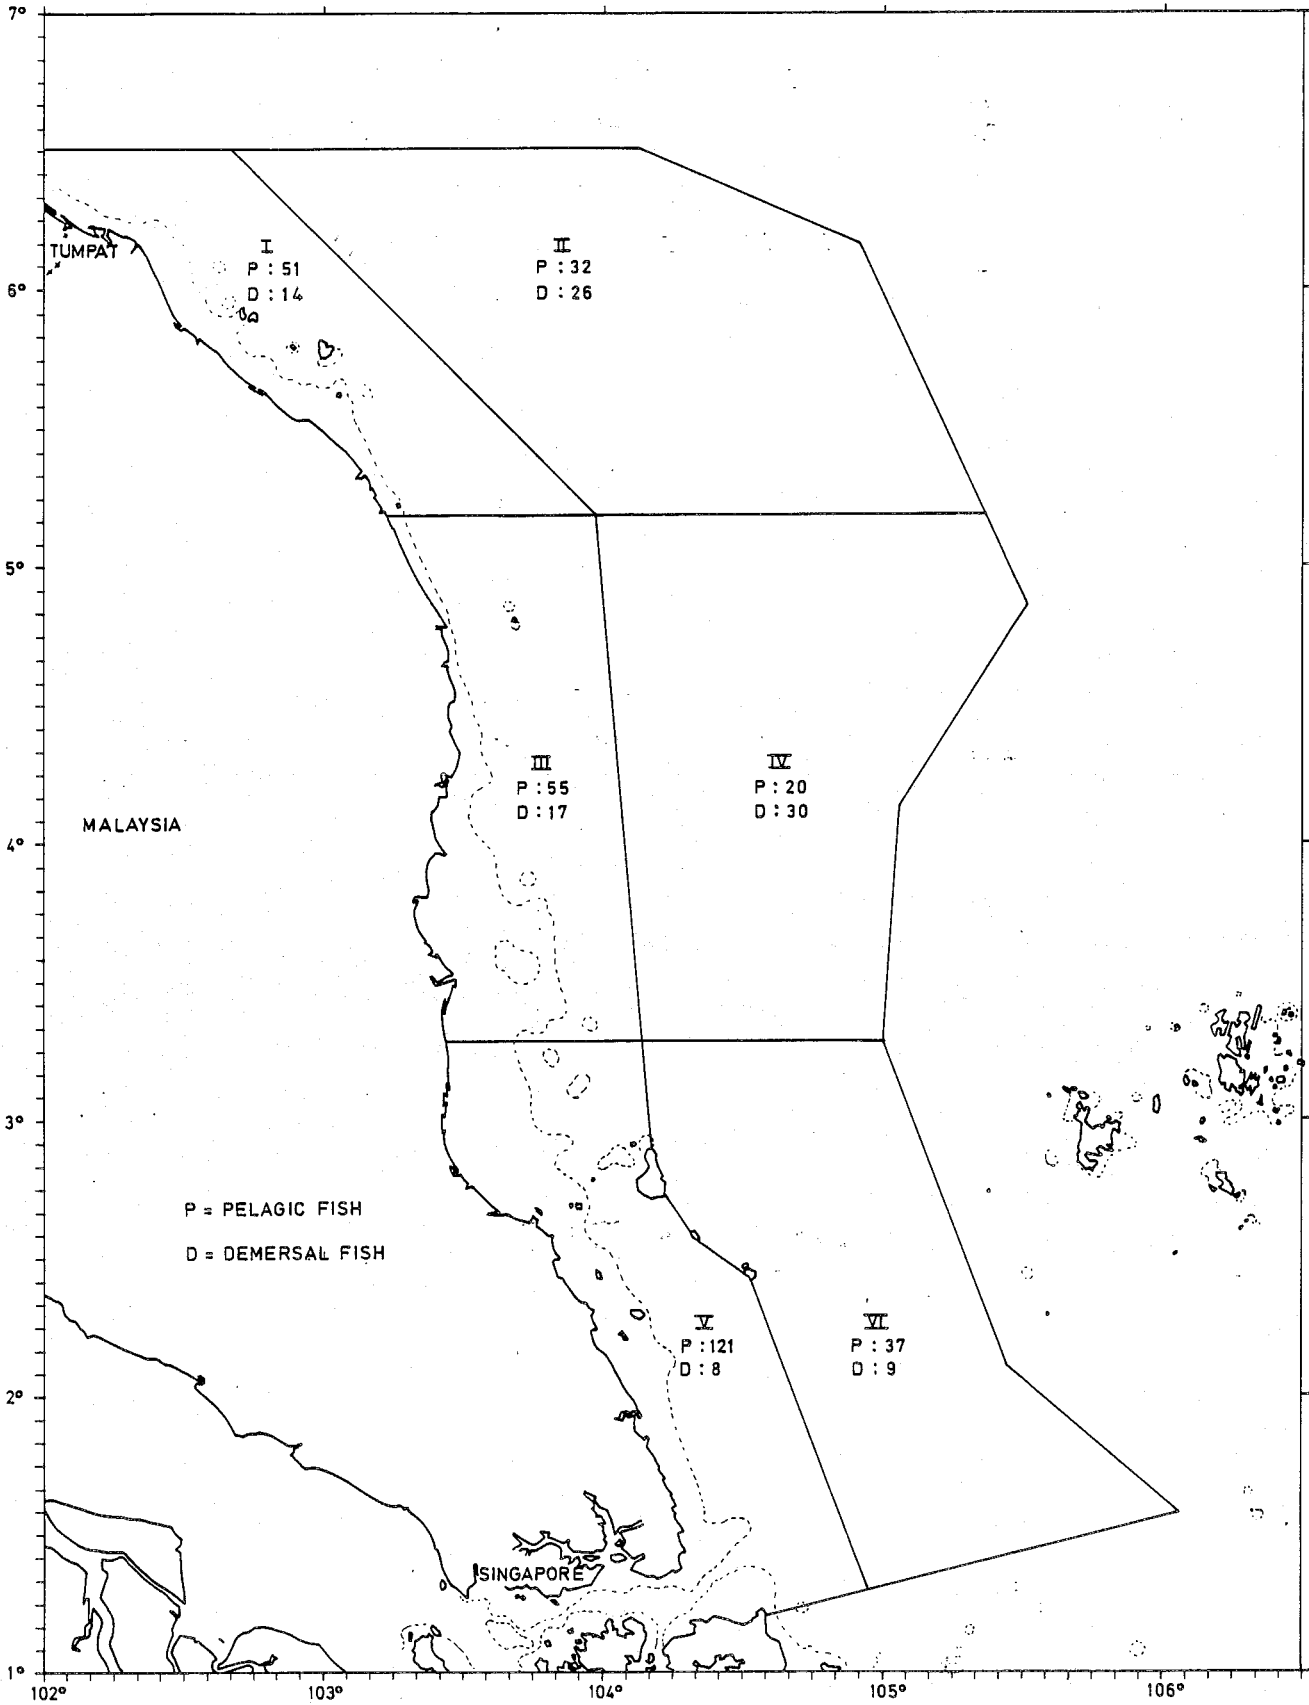 7°
TUMPAT
I
P : 51
D : 14
II
P : 32
D : 26
6°
5°
III
P : 55
D : 17
IV
P : 20
D : 30
MALAYSIA
4°
3°
P = PELAGIC FISH
D = DEMERSAL FISH
V
P : 121
D : 8
VI
P : 37
D : 9
2°
SINGAPORE
1°
102°
103°
104°
105°
106°